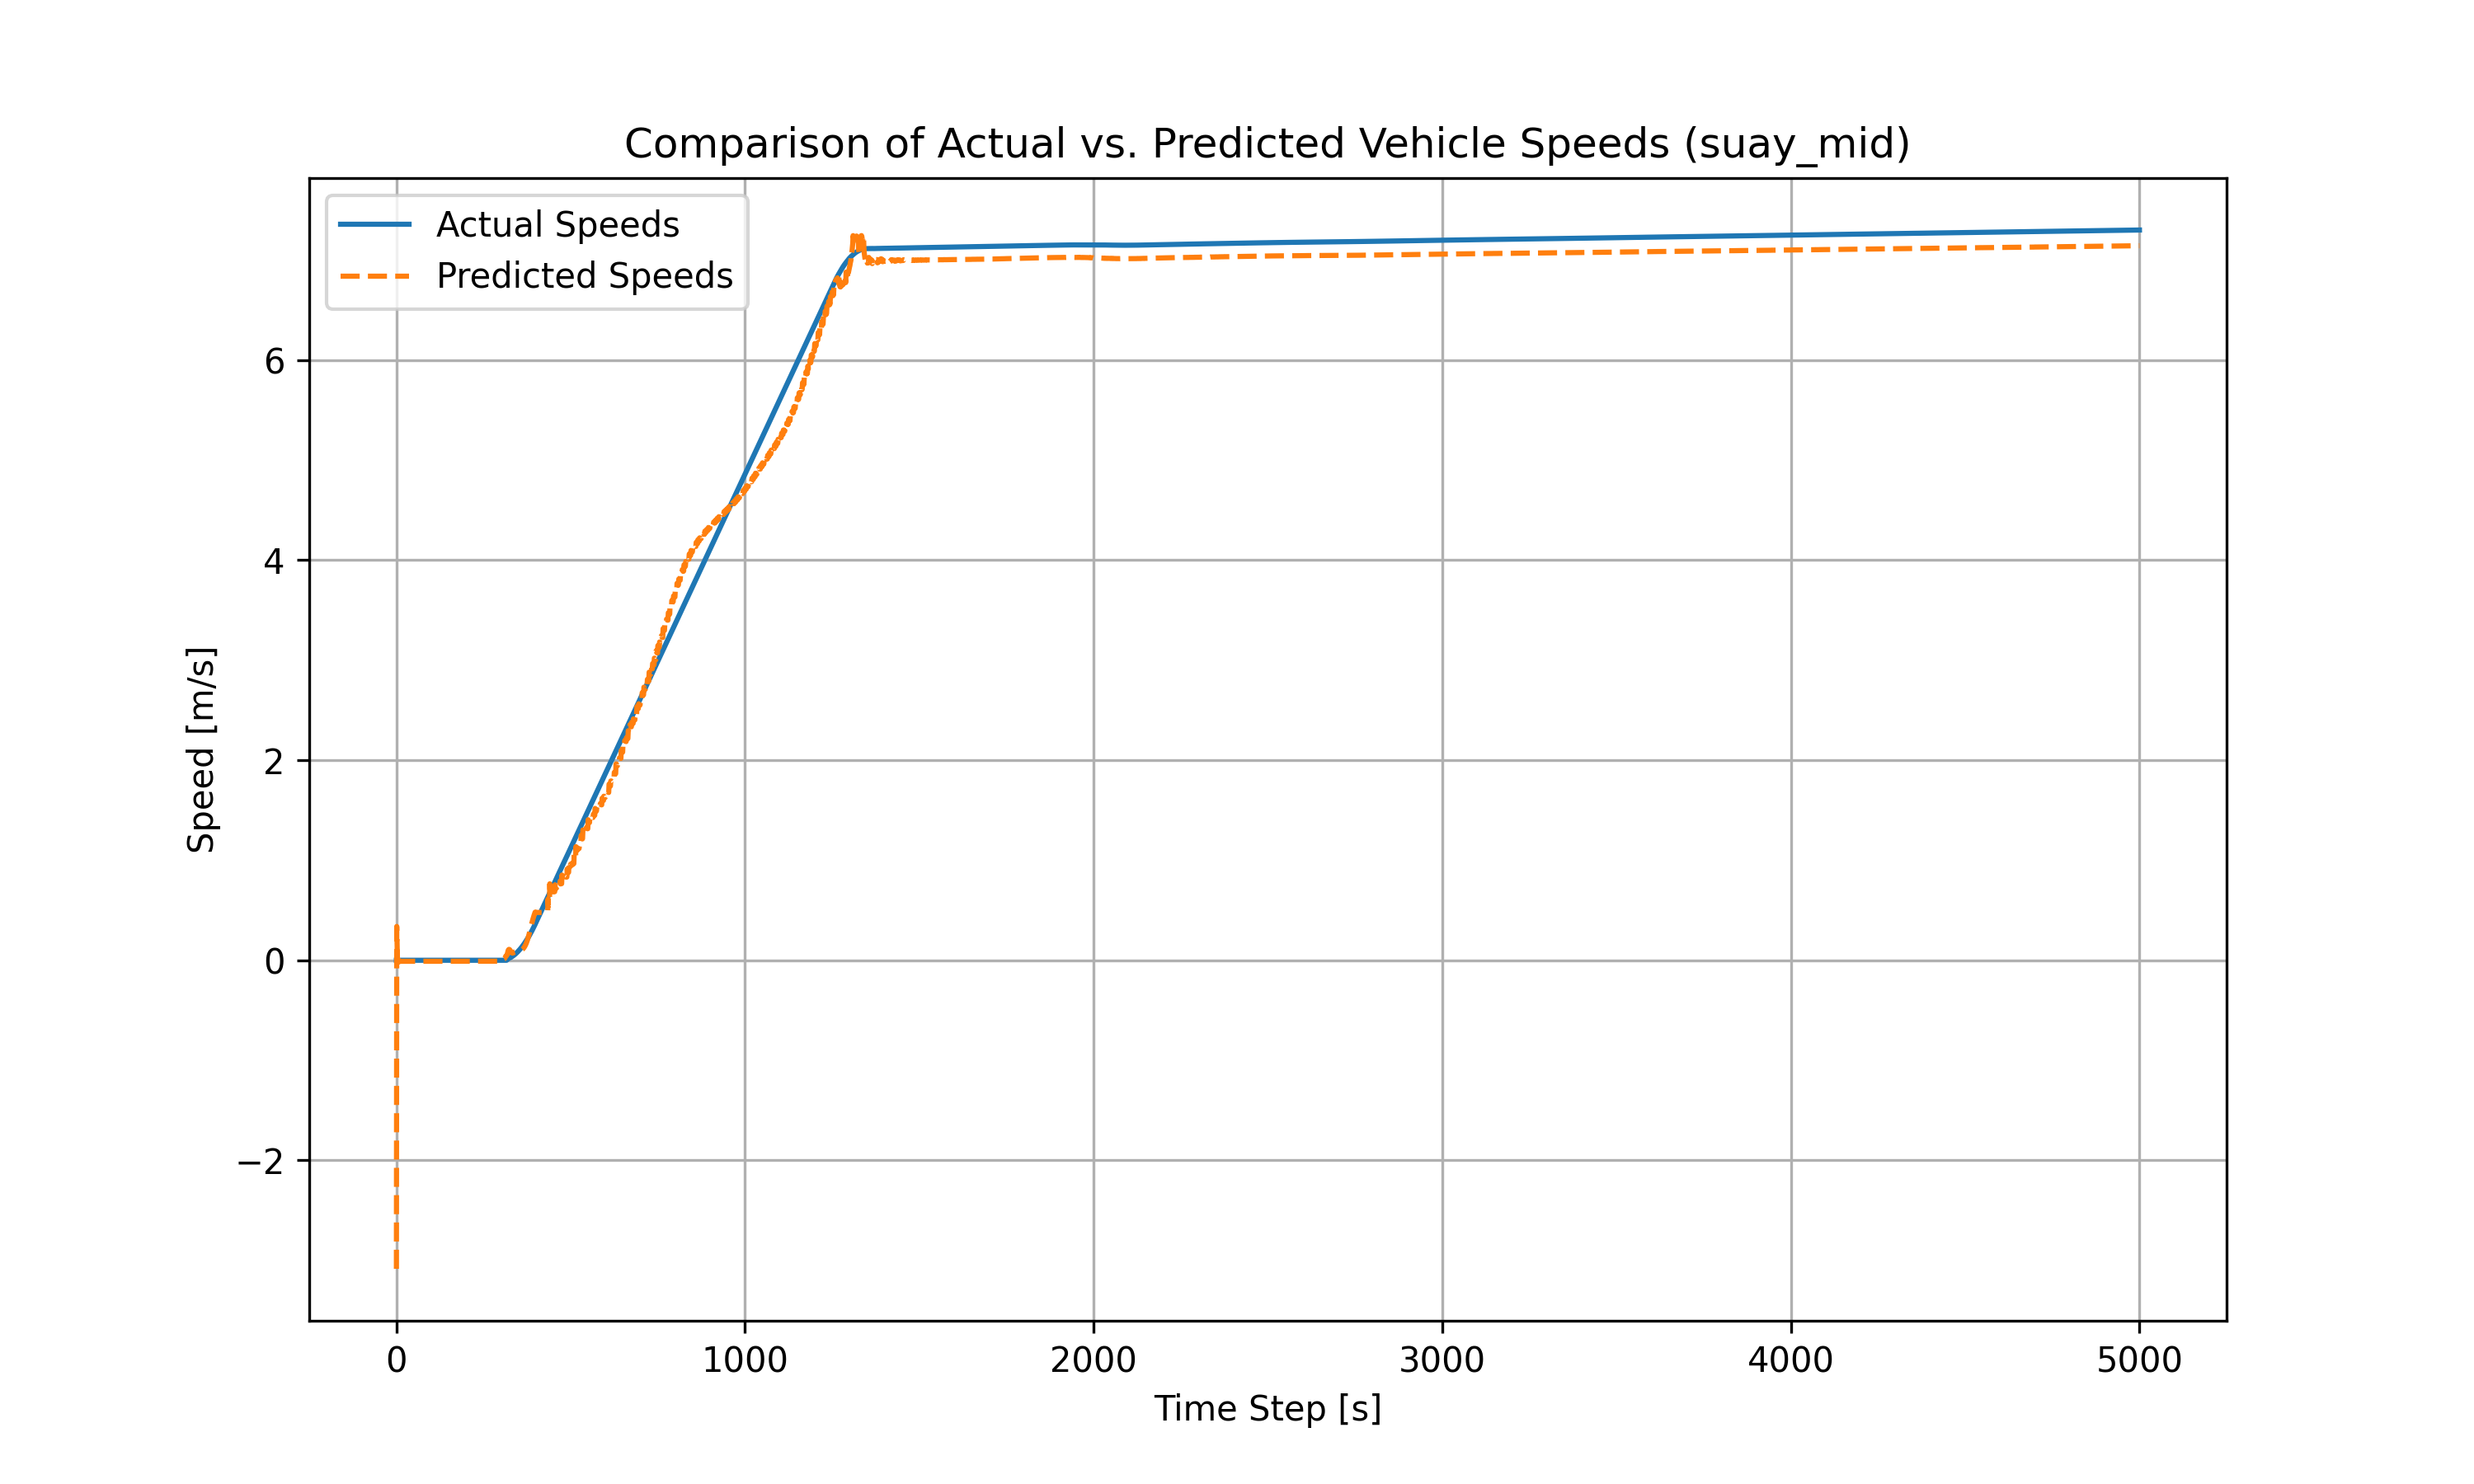 Comparison of Actual vs. Predicted Vehicle Speeds (suay_mid)
Actual Speeds
Predicted Speeds
6
4
2
0
−2
Speed [m/s]
0 1000 2000 3000 4000 5000
Time Step [s]